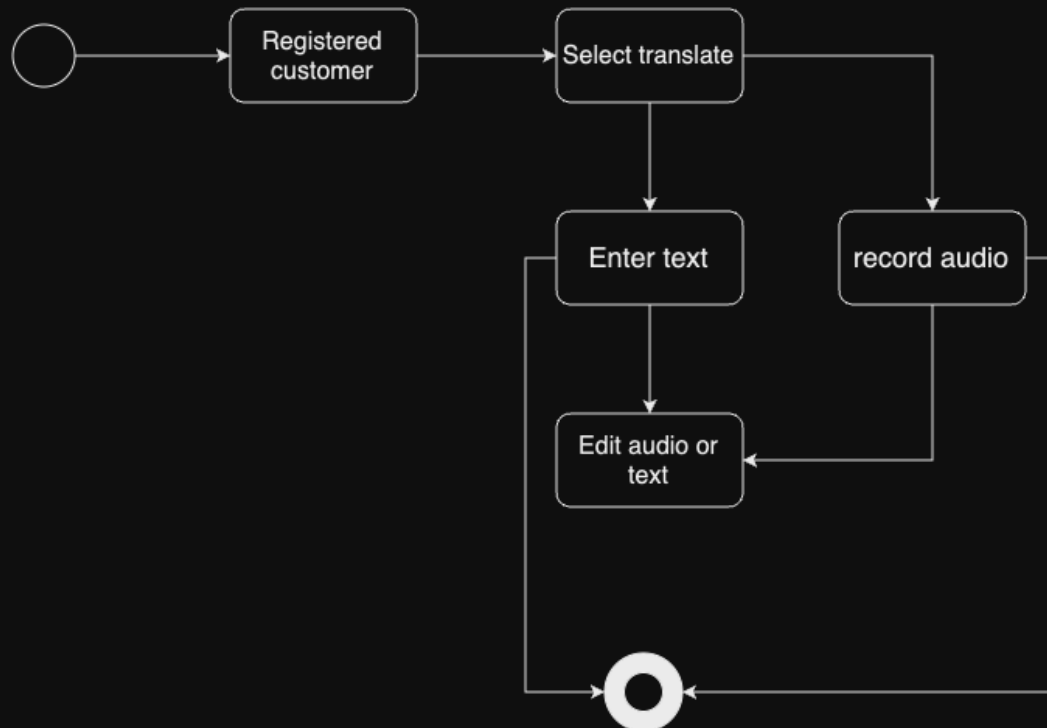 Registered
customer
Select translate
Enter text
record audio
Edit audio or
text